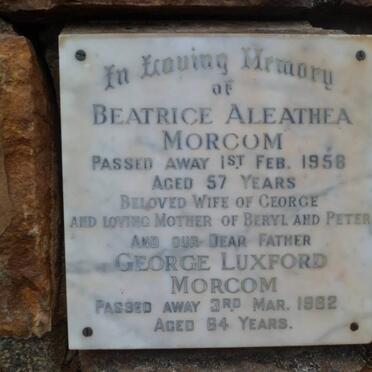 In Loving Memory
OF
BEATRICE ALEATHEA
MORCOM
PASSED AWAY 1ST FEB. 1958
AGED 57 YEARS
BELOVED WIFE OF GEORGE
AND LOVING MOTHER OF BERYL AND PETER
AND OUR DEAR FATHER
GEORGE LUXFORD
MORCOM
PASSED AWAY 3RD MAR. 1982
AGED 84 YEARS.